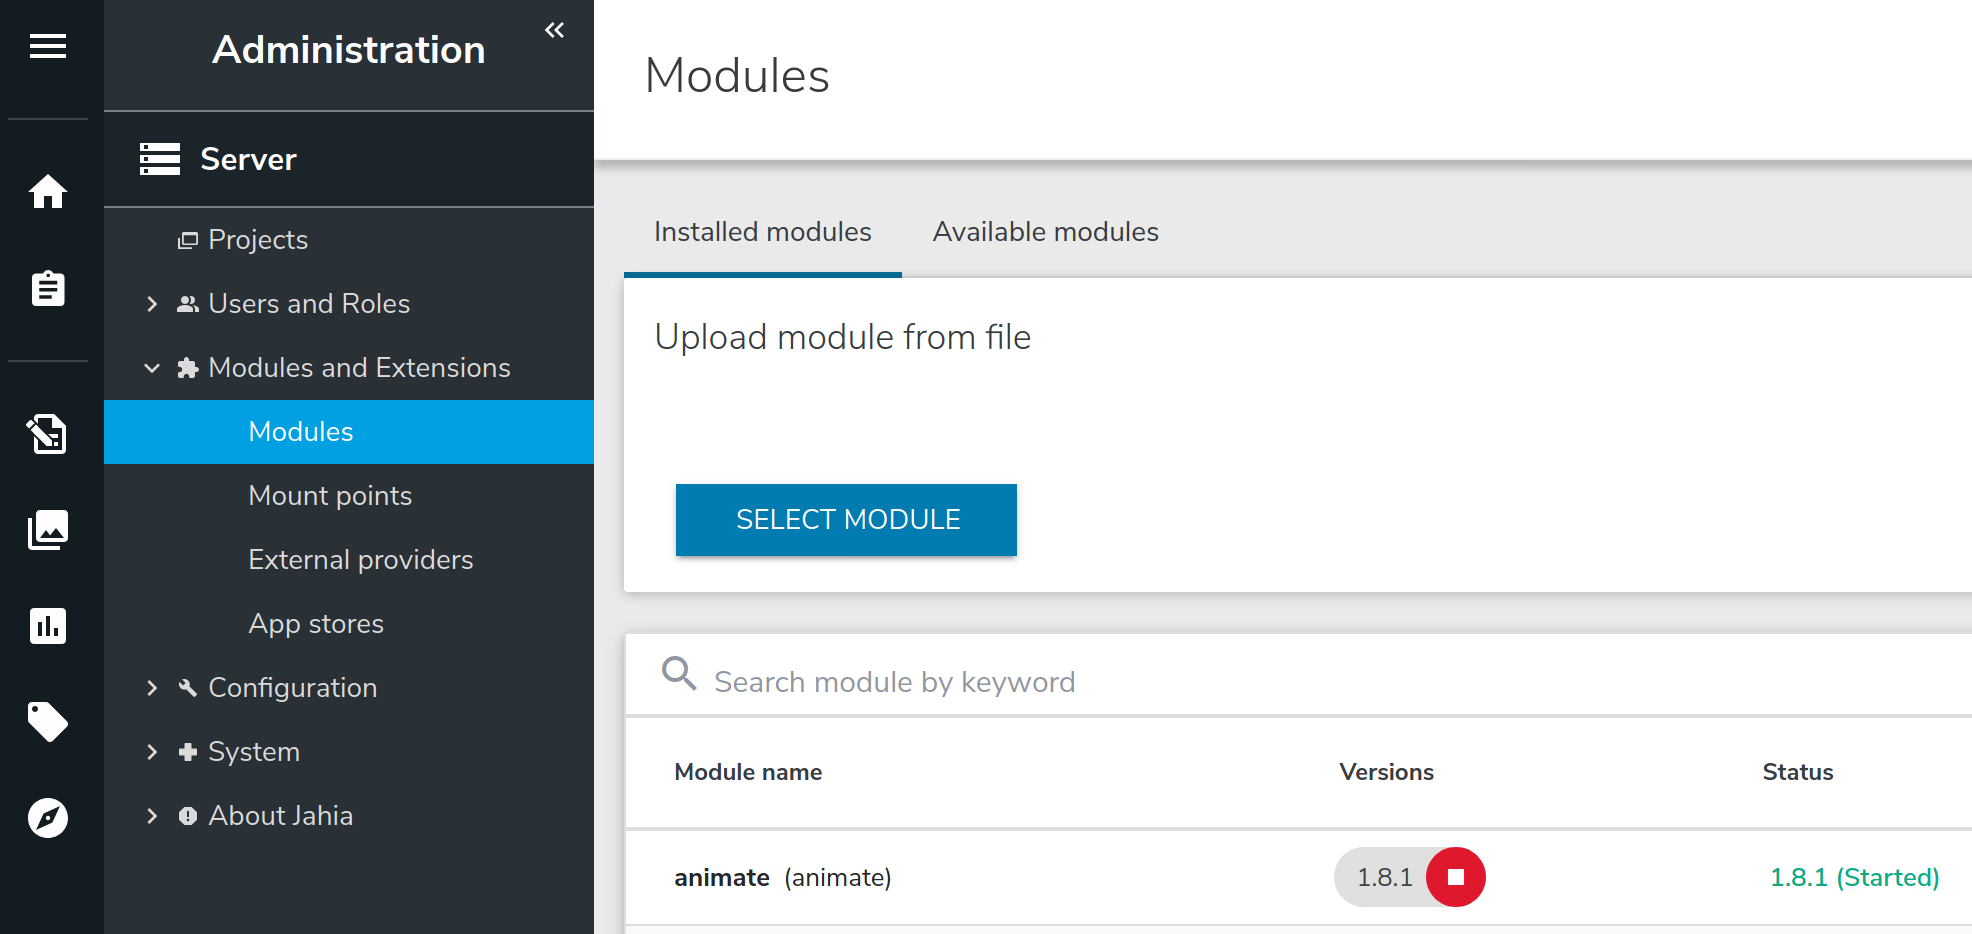 Administration
Server
Projects
Users and Roles
Modules and Extensions
Modules
Mount points
External providers
App stores
Configuration
System
About Jahia
Modules
Installed modules
Available modules
Upload module from file
SELECT MODULE
Search module by keyword
Module name Versions Status
animate (animate) 1.8.1 1.8.1 (Started)